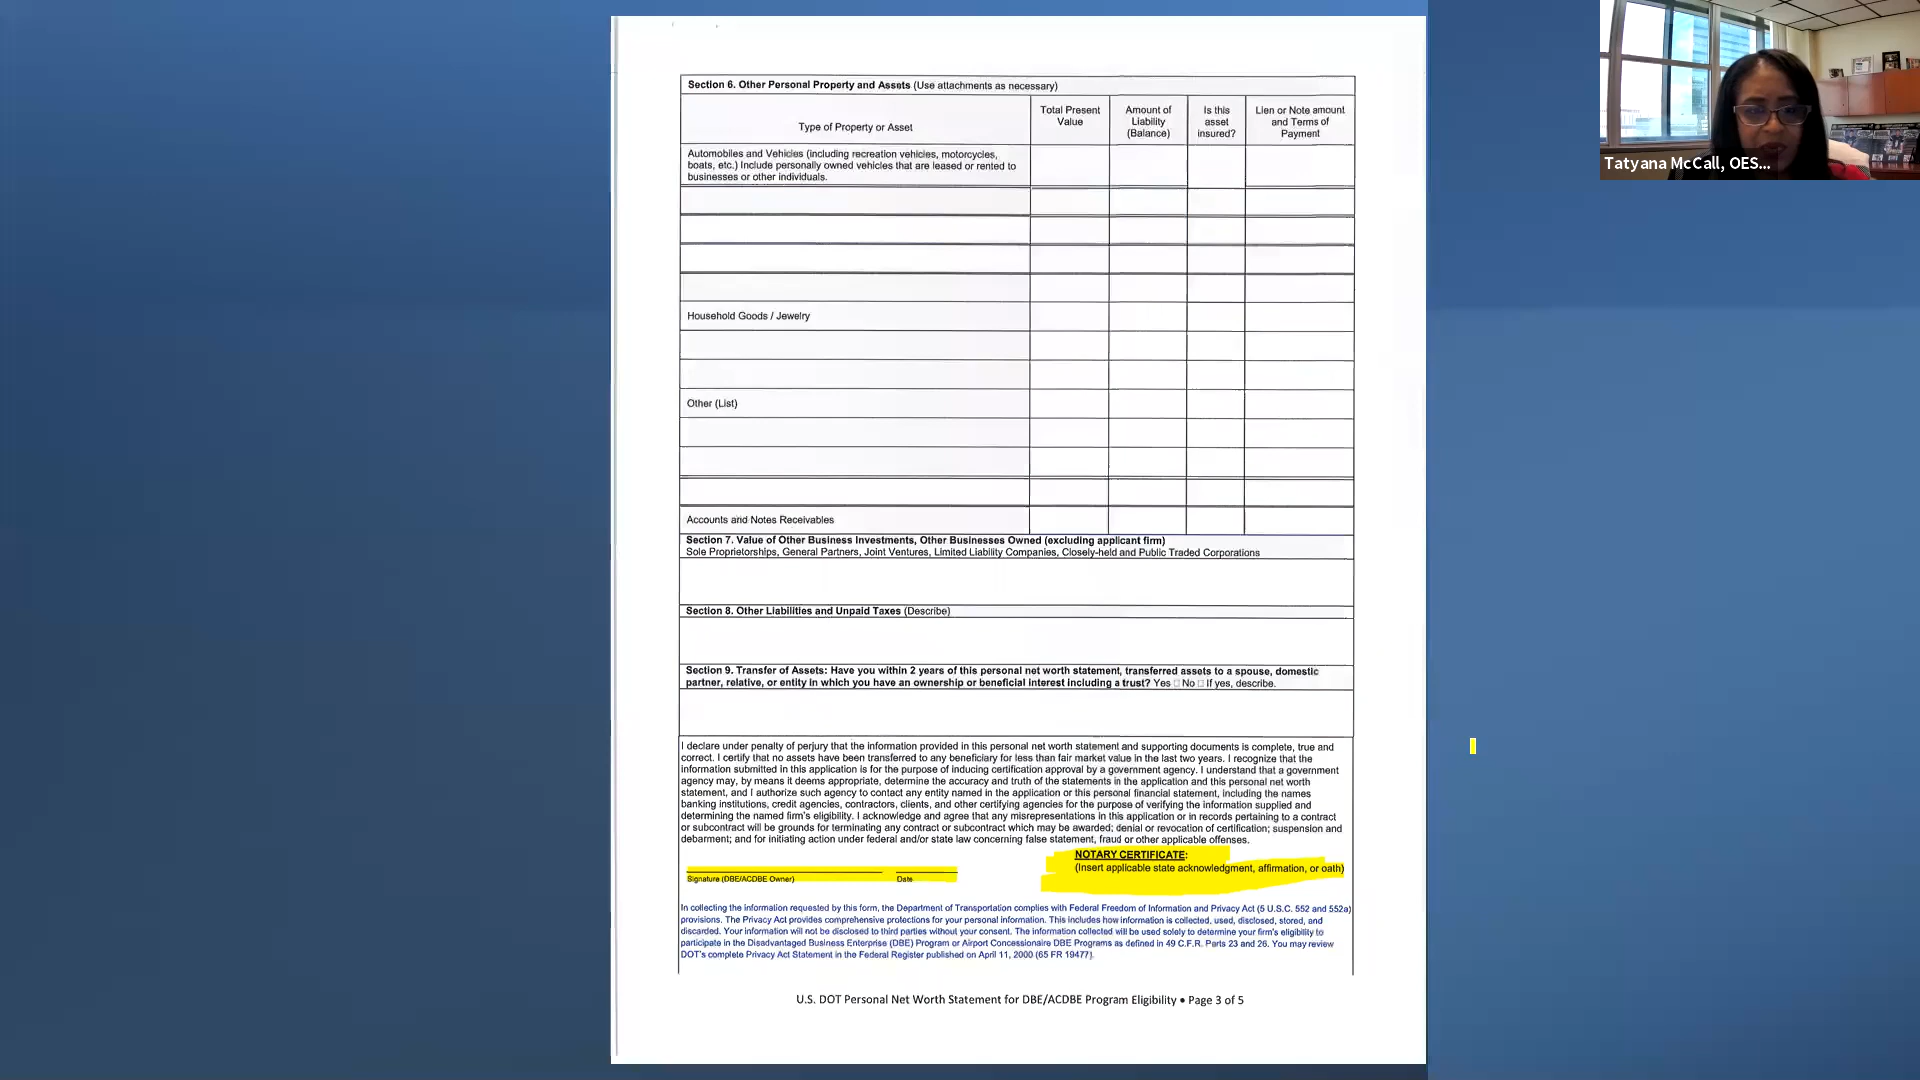 Section 6. Other Personal Property and Assets (Use attachments as necessary)
Type of Property or Asset
Total Present
Value
Amount of
Liability
(Balance)
Is this
asset
insured?
Lien or Note amount
and Terms of
Payment
Automobiles and Vehicles (including recreation vehicles, motorcycles,
boats, etc.) Include personally owned vehicles that are leased or rented to
businesses or other individuals.
Household Goods / Jewelry
Other (List)
Accounts and Notes Receivables
Section 7. Value of Other Business Investments, Other Businesses Owned (excluding applicant firm)
Sole Proprietorships, General Partners, Joint Ventures, Limited Liability Companies, Closely-held and Public Traded Corporations
Section 8. Other Liabilities and Unpaid Taxes (Describe)
Section 9. Transfer of Assets: Have you within 2 years of this personal net worth statement, transferred assets to a spouse, domestic
partner, relative, or entity in which you have an ownership or beneficial interest including a trust? Yes □ No □ If yes, describe.
I declare under penalty of perjury that the information provided in this personal net worth statement and supporting documents is complete, true and
correct. I certify that no assets have been transferred to any beneficiary for less than fair market value in the last two years. I recognize that the
information submitted in this application is for the purpose of inducing certification approval by a government agency. I understand that a government
agency may, by means it deems appropriate, determine the accuracy and truth of the statements in the application and this personal net worth
statement, and I authorize such agency to contact any entity named in the application or this personal financial statement, including the names
banking institutions, credit agencies, contractors, clients, and other certifying agencies for the purpose of verifying the information supplied and
determining the named firm's eligibility. I acknowledge and agree that any misrepresentations in this application or in records pertaining to a contract
or subcontract will be grounds for terminating any contract or subcontract which may be awarded; denial or revocation of certification; suspension and
debarment; and for initiating action under federal and/or state law concerning false statement, fraud or other applicable offenses.
NOTARY CERTIFICATE:
(Insert applicable state acknowledgment, affirmation, or oath)
Signature (DBE/ACDBE Owner) Date
In collecting the information requested by this form, the Department of Transportation complies with Federal Freedom of Information and Privacy Act (5 U.S.C. 552 and 552a)
provisions. The Privacy Act provides comprehensive protections for your personal information. This includes how information is collected, used, disclosed, stored, and
discarded. Your information will not be disclosed to third parties without your consent. The information collected will be used solely to determine your firm's eligibility to
participate in the Disadvantaged Business Enterprise (DBE) Program or Airport Concessionaire DBE Programs as defined in 49 C.F.R. Parts 23 and 26. You may review
DOT's complete Privacy Act Statement in the Federal Register published on April 11, 2000 (65 FR 19477).
U.S. DOT Personal Net Worth Statement for DBE/ACDBE Program Eligibility • Page 3 of 5
Tatyana McCall, OES...